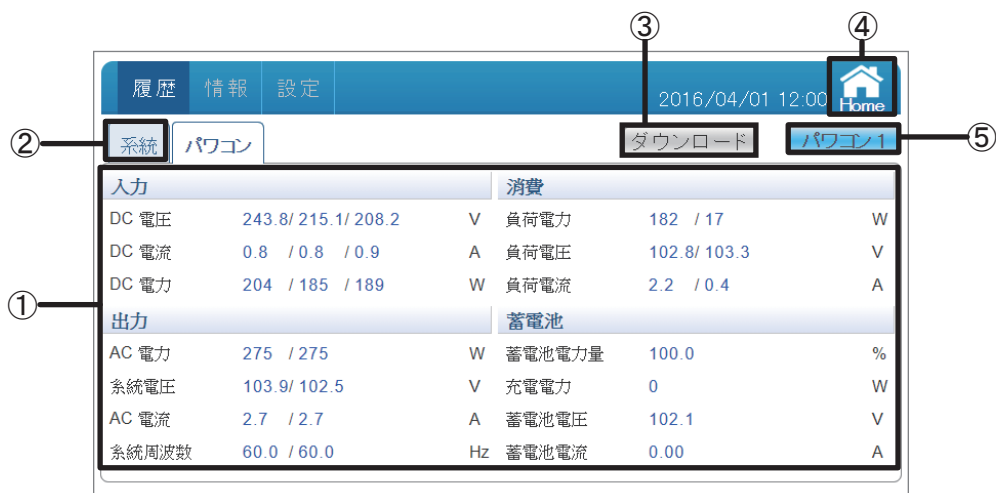 ③ ④
履歴 情報 設定 2016/04/01 12:00 Home
② 系統 パワコン ダウンロード パワコン 1 ⑤
入力 消費
DC 電圧 243.8/ 215.1/ 208.2 V 負荷電力 182 / 17 W
DC 電流 0.8 / 0.8 / 0.9 A 負荷電圧 102.8/ 103.3 V
① DC 電力 204 / 185 / 189 W 負荷電流 2.2 / 0.4 A
出力 蓄電池
AC 電力 275 / 275 W 蓄電池電力量 100.0 %
系統電圧 103.9/ 102.5 V 充電電力 0 W
AC 電流 2.7 / 2.7 A 蓄電池電圧 102.1 V
系統周波数 60.0 / 60.0 Hz 蓄電池電流 0.00 A